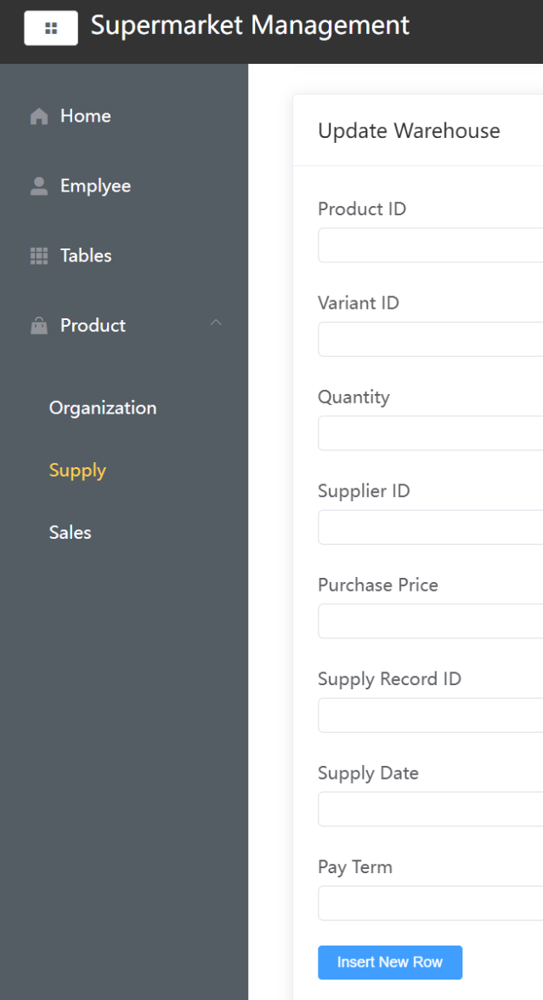 Supermarket Management
Home
Emplyee
Tables
Product
Organization
Supply
Sales
Update Warehouse
Product ID
Variant ID
Quantity
Supplier ID
Purchase Price
Supply Record ID
Supply Date
Pay Term
Insert New Row